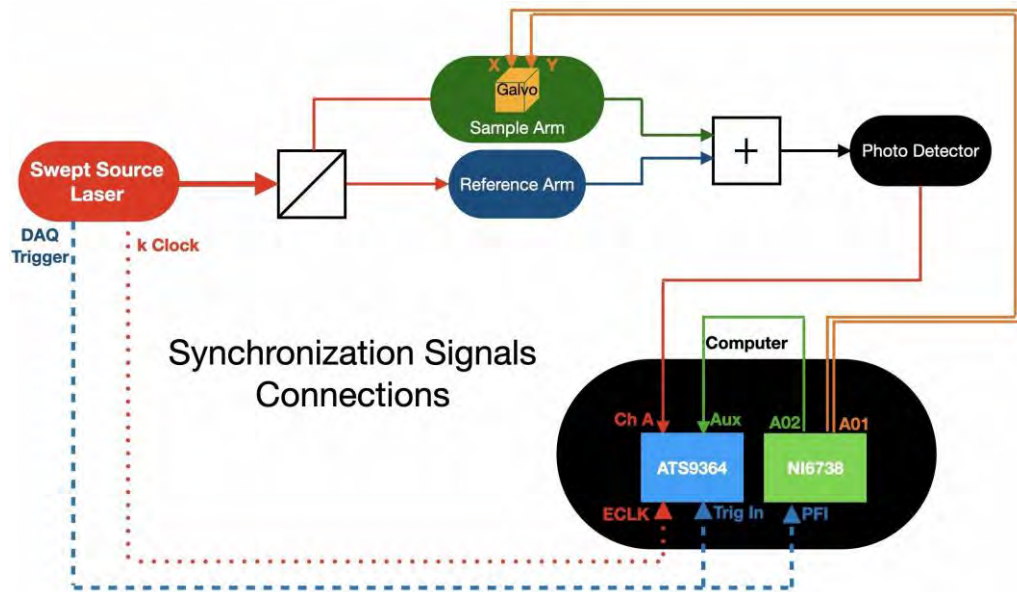 X
Y
Galvo
Sample Arm
Swept Source
Laser
Reference Arm
+
Photo Detector
DAQ
Trigger
k Clock
Synchronization Signals
Connections
Computer
Ch A
Aux
A02
A01
ATS9364
NI6738
ECLK
Trig In
PFI